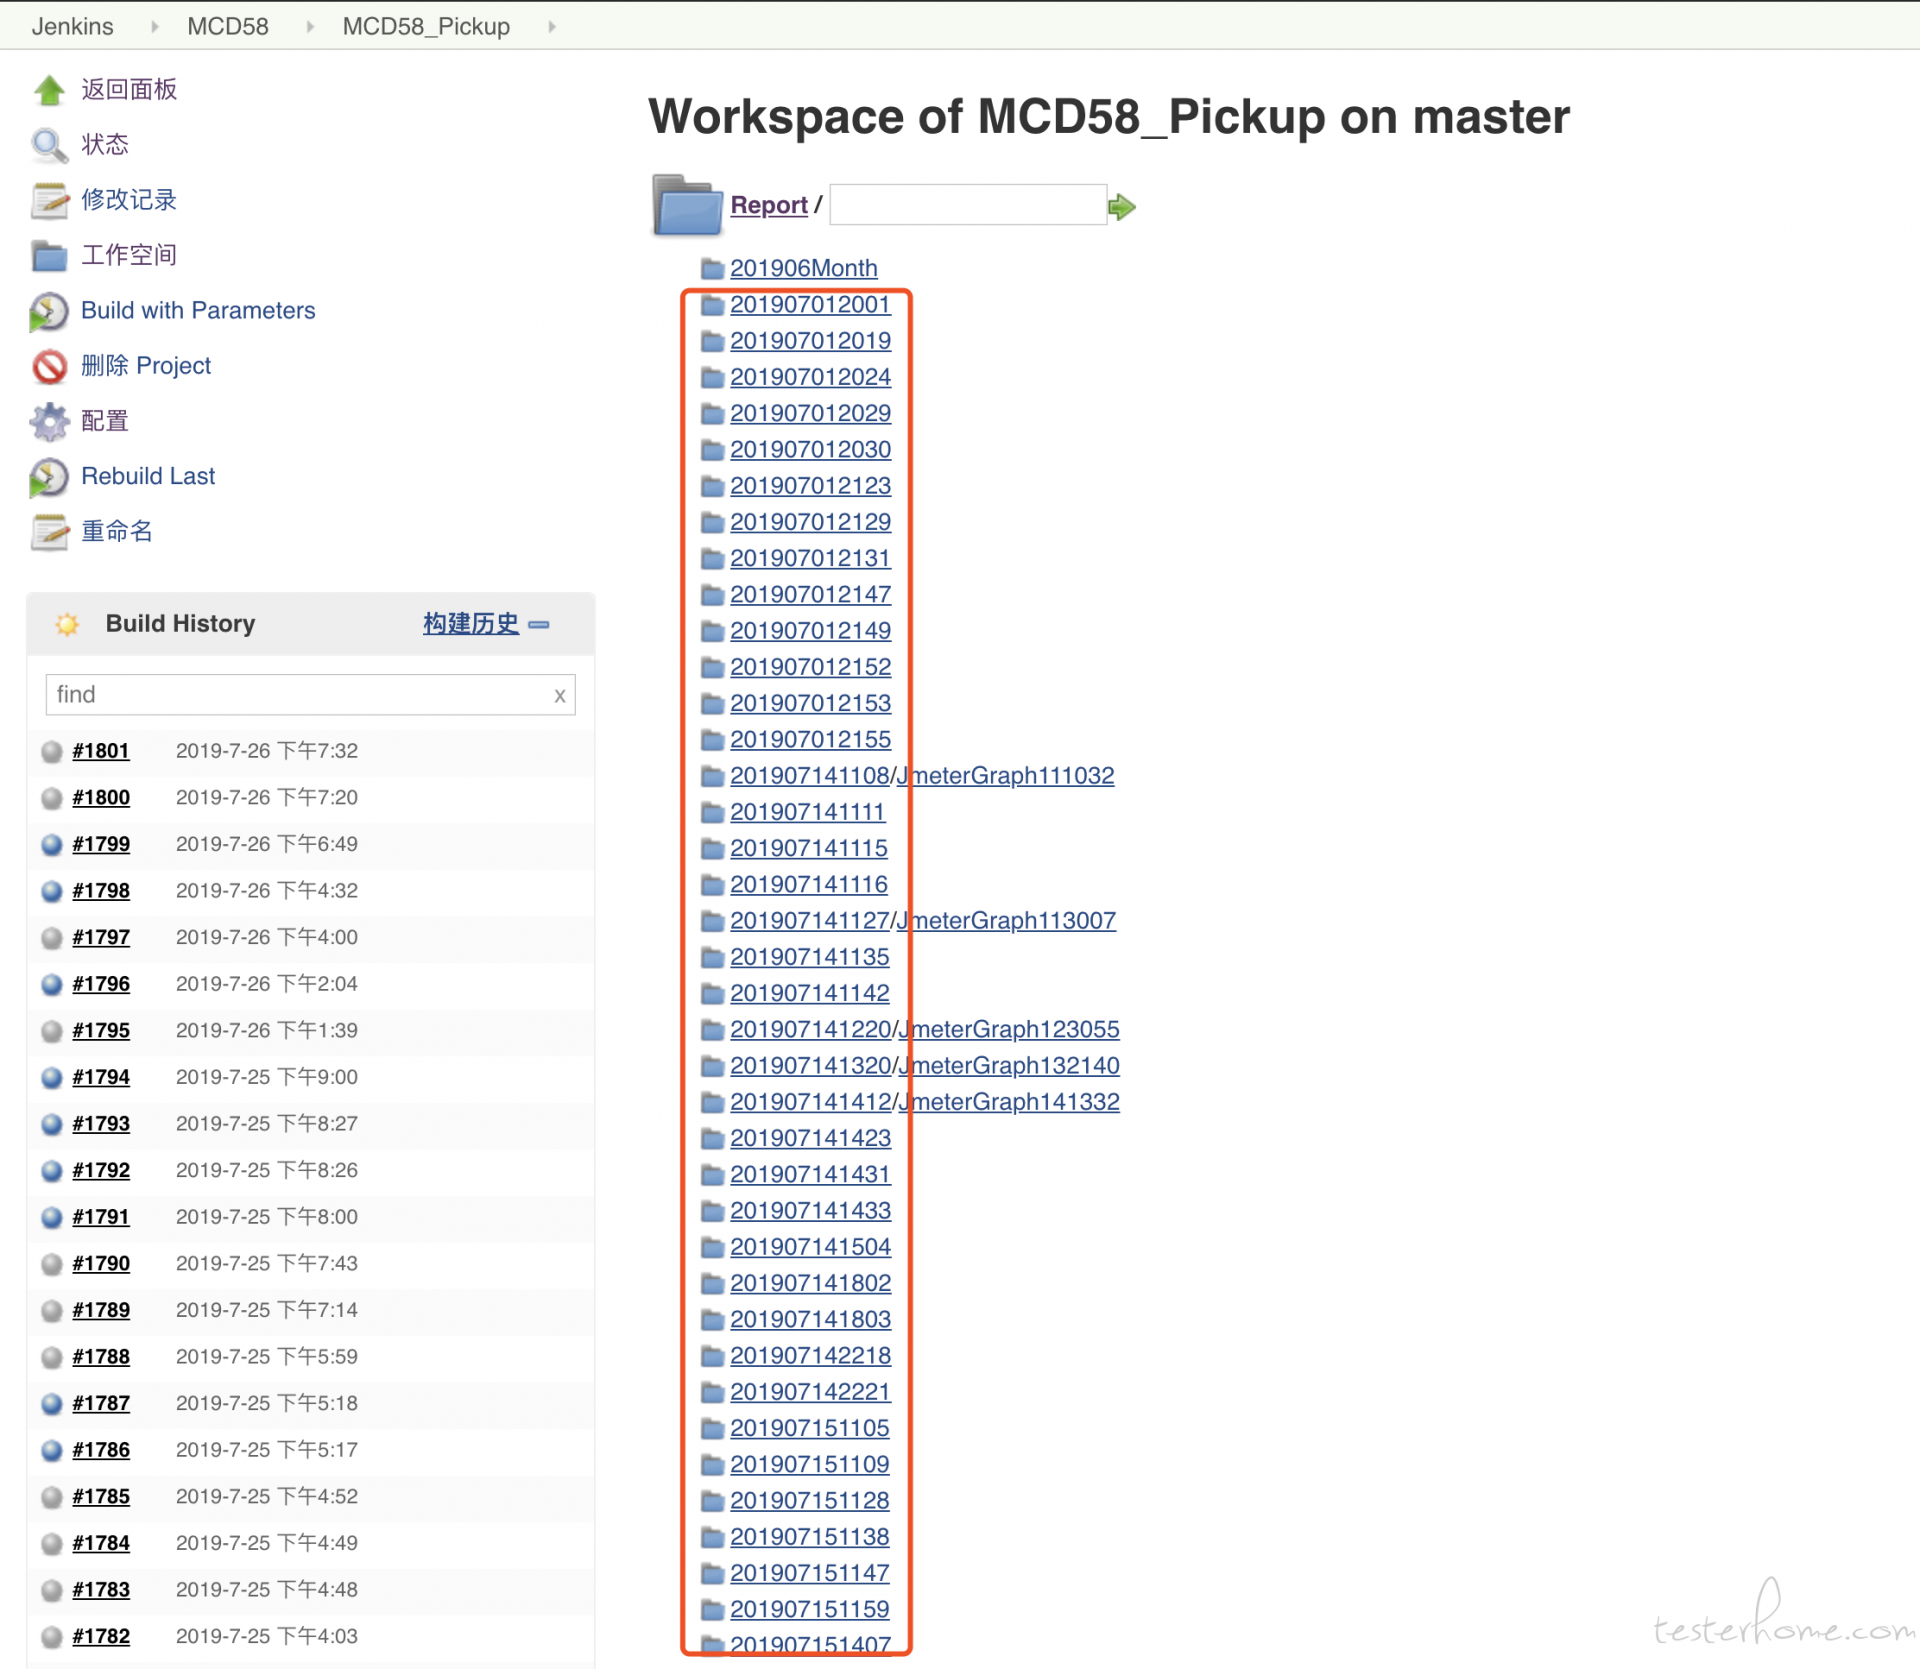 Jenkins MCD58 MCD58_Pickup
返回面板
状态
修改记录
工作空间
Build with Parameters
删除 Project
配置
Rebuild Last
重命名
Build History 构建历史
find x
#1801 2019-7-26 下午7:32
#1800 2019-7-26 下午7:20
#1799 2019-7-26 下午6:49
#1798 2019-7-26 下午4:32
#1797 2019-7-26 下午4:00
#1796 2019-7-26 下午2:04
#1795 2019-7-26 下午1:39
#1794 2019-7-25 下午9:00
#1793 2019-7-25 下午8:27
#1792 2019-7-25 下午8:26
#1791 2019-7-25 下午8:00
#1790 2019-7-25 下午7:43
#1789 2019-7-25 下午7:14
#1788 2019-7-25 下午5:59
#1787 2019-7-25 下午5:18
#1786 2019-7-25 下午5:17
#1785 2019-7-25 下午4:52
#1784 2019-7-25 下午4:49
#1783 2019-7-25 下午4:48
#1782 2019-7-25 下午4:03
Workspace of MCD58_Pickup on master
Report /
201906Month
201907012001
201907012019
201907012024
201907012029
201907012030
201907012123
201907012129
201907012131
201907012147
201907012149
201907012152
201907012153
201907012155
201907141108/JmeterGraph111032
201907141111
201907141115
201907141116
201907141127/JmeterGraph113007
201907141135
201907141142
201907141220/JmeterGraph123055
201907141320/JmeterGraph132140
201907141412/JmeterGraph141332
201907141423
201907141431
201907141433
201907141504
201907141802
201907141803
201907142218
201907142221
201907151105
201907151109
201907151128
201907151138
201907151147
201907151159
201907151407
testerhome.com